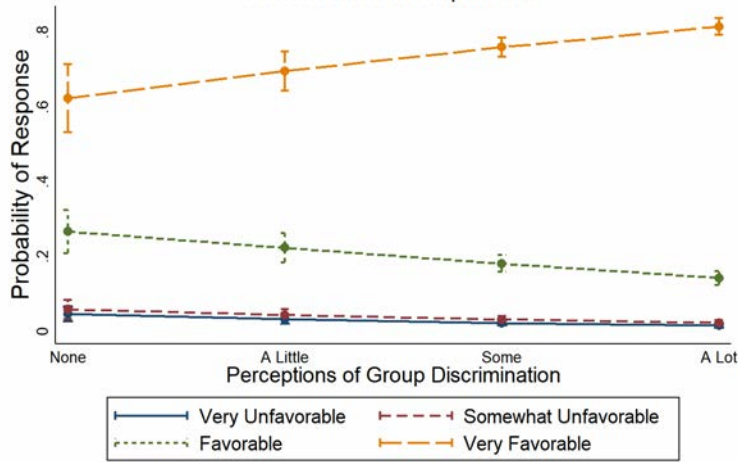 Probability of Response
.8
.6
.4
.2
0
None A Little Some A Lot
Perceptions of Group Discrimination
Very Unfavorable Somewhat Unfavorable
Favorable Very Favorable